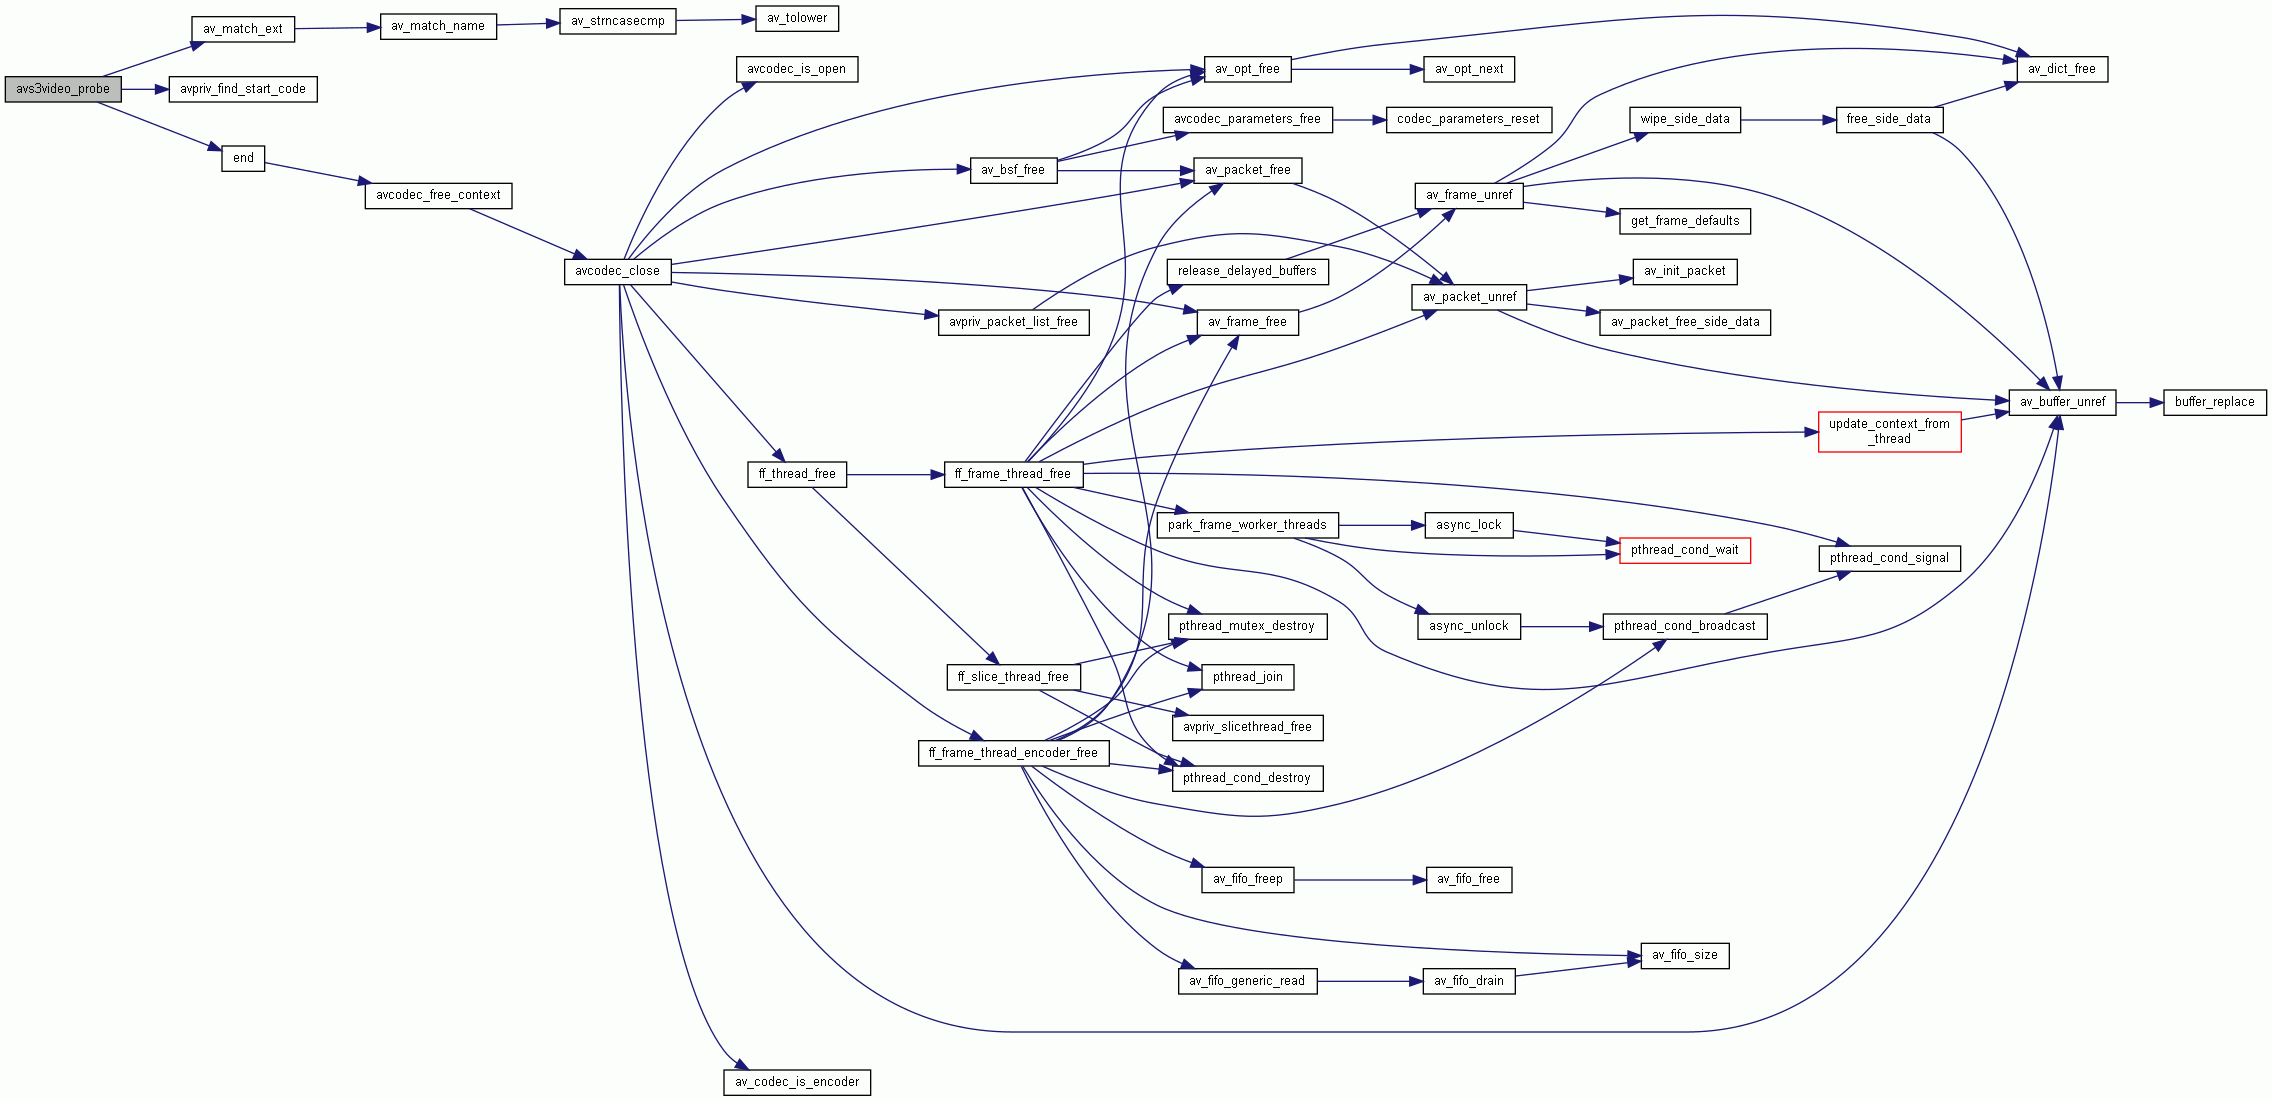 avs3video_probe
av_match_ext
av_match_name
av_strncasecmp
av_tolower
avpriv_find_start_code
end
avcodec_free_context
avcodec_close
avcodec_is_open
av_opt_free
av_opt_next
av_dict_free
avcodec_parameters_free
codec_parameters_reset
wipe_side_data
free_side_data
av_bsf_free
av_packet_free
av_frame_unref
get_frame_defaults
release_delayed_buffers
av_packet_unref
av_init_packet
avpriv_packet_list_free
av_frame_free
av_packet_free_side_data
av_buffer_unref
buffer_replace
update_context_from
_thread
ff_thread_free
ff_frame_thread_free
park_frame_worker_threads
async_lock
pthread_cond_wait
pthread_cond_signal
pthread_mutex_destroy
async_unlock
pthread_cond_broadcast
ff_slice_thread_free
pthread_join
avpriv_slicethread_free
ff_frame_thread_encoder_free
pthread_cond_destroy
av_fifo_freep
av_fifo_free
av_fifo_size
av_fifo_generic_read
av_fifo_drain
av_codec_is_encoder